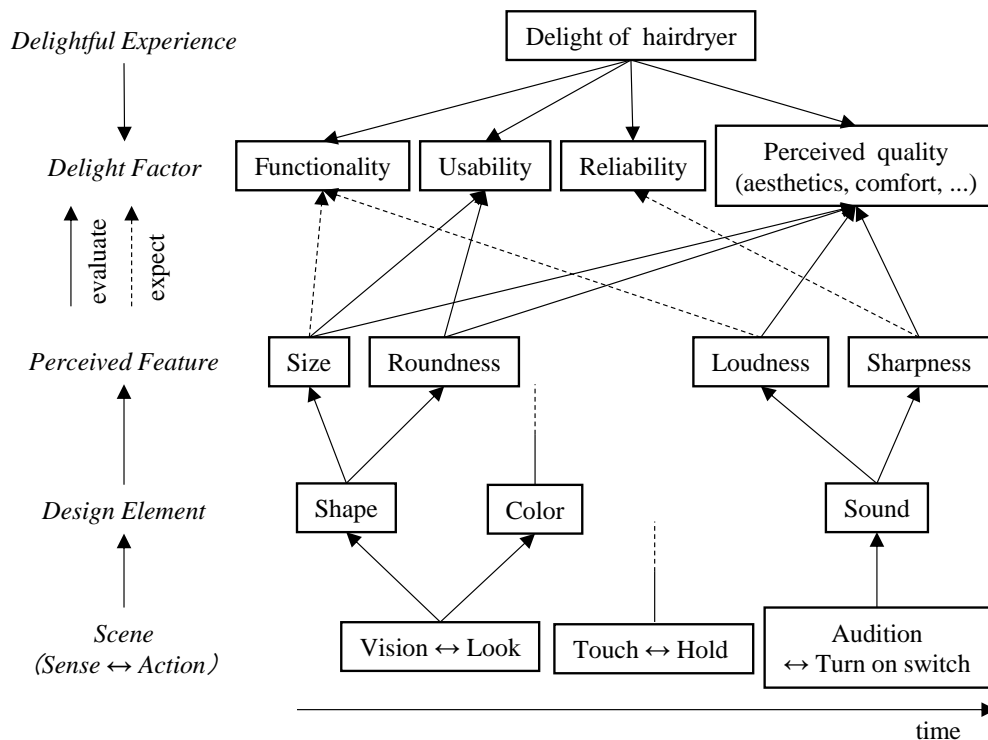 Delightful Experience
Delight of hairdryer
Delight Factor
Functionality
Usability
Reliability
Perceived quality
(aesthetics, comfort, ...)
evaluate
expect
Perceived Feature
Size
Roundness
Loudness
Sharpness
Design Element
Shape
Color
Sound
Scene
(Sense ↔ Action)
Vision ↔ Look
Touch ↔ Hold
Audition
↔ Turn on switch
time